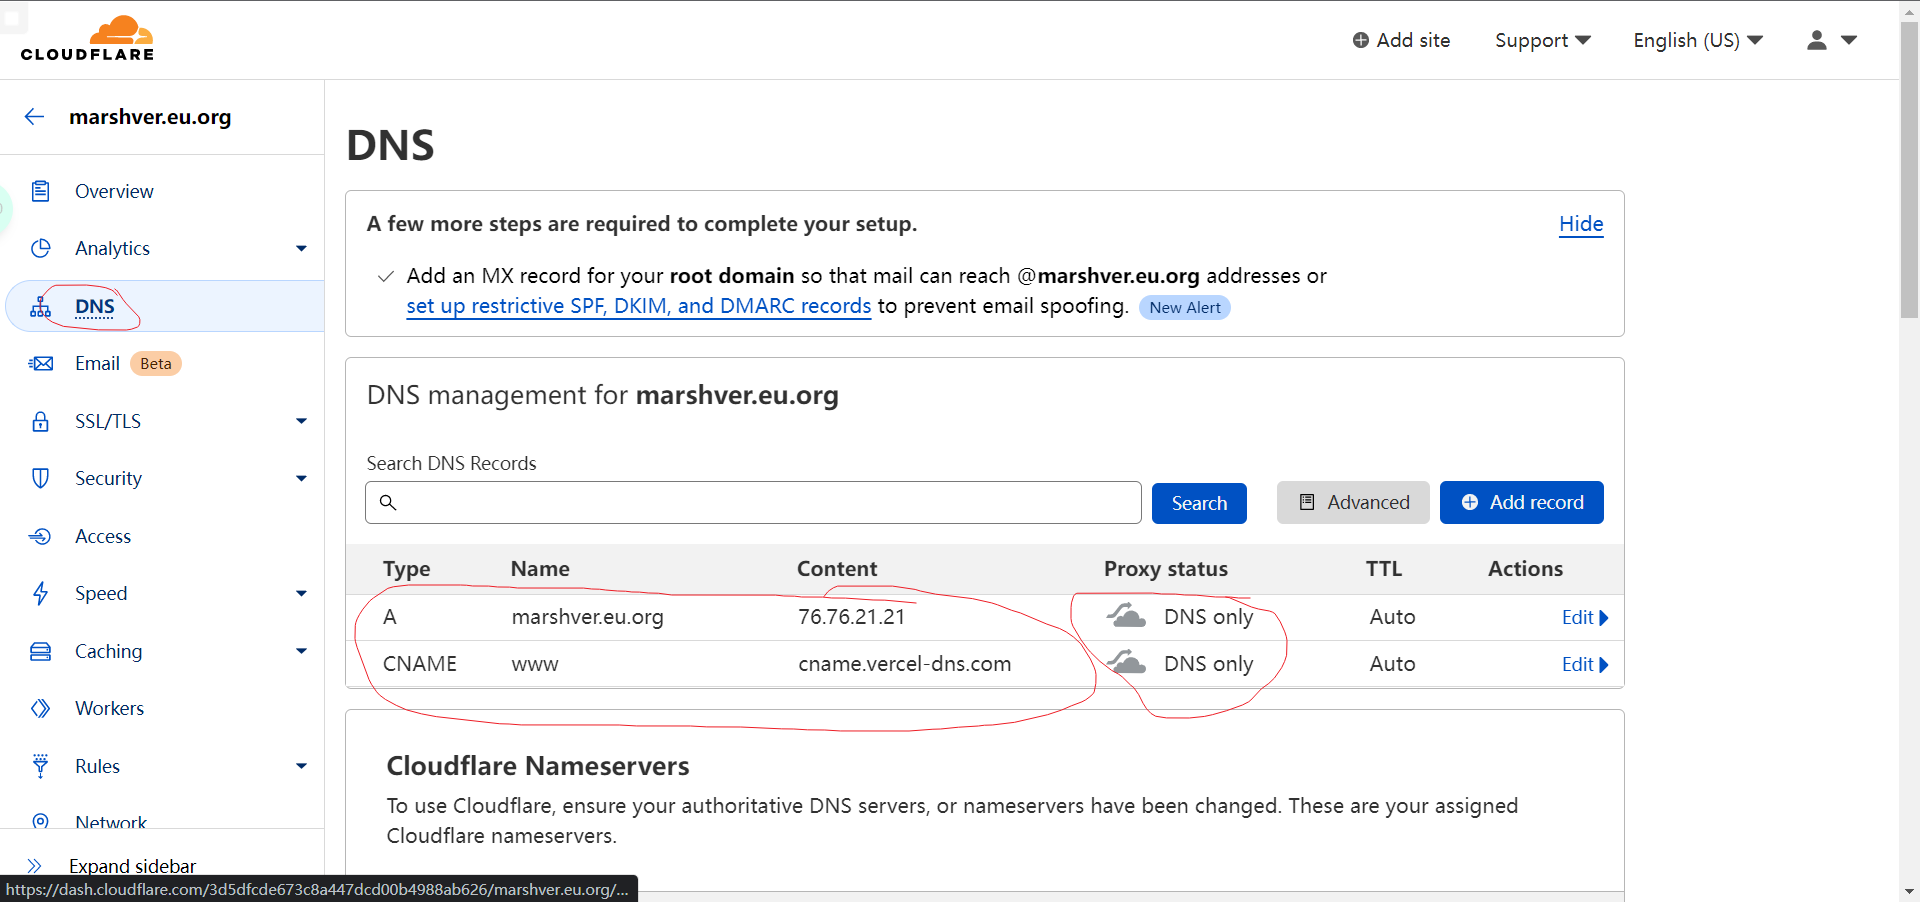 CLOUDFLARE
Add site
Support
English (US)
marshver.eu.org
Overview
Analytics
DNS
Email Beta
SSL/TLS
Security
Access
Speed
Caching
Workers
Rules
Network
Expand sidebar
DNS
A few more steps are required to complete your setup.
Hide
Add an MX record for your root domain so that mail can reach @marshver.eu.org addresses or
set up restrictive SPF, DKIM, and DMARC records to prevent email spoofing. New Alert
DNS management for marshver.eu.org
Search DNS Records
Search
Advanced
Add record
Type Name Content Proxy status TTL Actions
A marshver.eu.org 76.76.21.21 DNS only Auto Edit
CNAME www cname.vercel-dns.com DNS only Auto Edit
Cloudflare Nameservers
To use Cloudflare, ensure your authoritative DNS servers, or nameservers have been changed. These are your assigned
Cloudflare nameservers.
https://dash.cloudflare.com/3d5dfcde673c8a447dcd00b4988ab626/marshver.eu.org/...